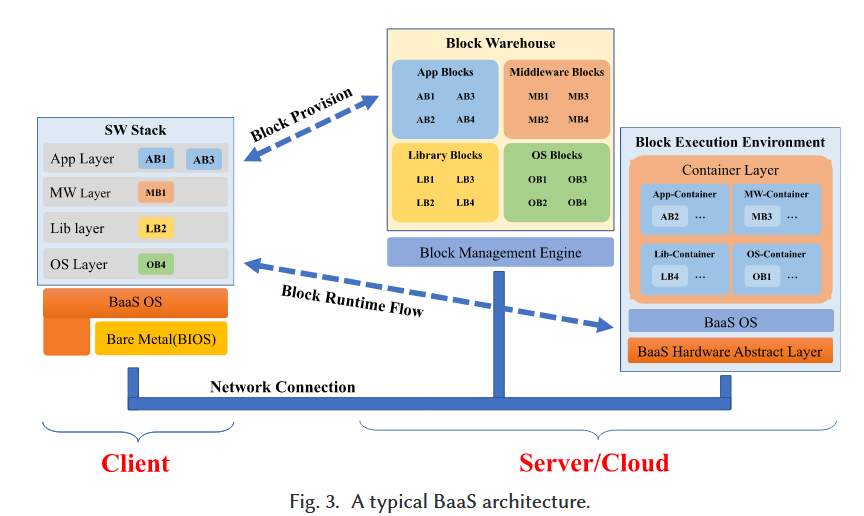 Block Warehouse
App Blocks
AB1 AB3
AB2 AB4
Middleware Blocks
MB1 MB3
MB2 MB4
Library Blocks
LB1 LB3
LB2 LB4
OS Blocks
OB1 OB3
OB2 OB4
Block Management Engine
Block Provision
SW Stack
App Layer AB1 AB3
MW Layer MB1
Lib layer LB2
OS Layer OB4
BaaS OS
Bare Metal(BIOS)
Block Runtime Flow
Block Execution Environment
Container Layer
App-Container
AB2 ...
MW-Container
MB3 ...
Lib-Container
LB4 ...
OS-Container
OB1 ...
BaaS OS
BaaS Hardware Abstract Layer
Network Connection
Client
Server/Cloud
Fig. 3. A typical BaaS architecture.